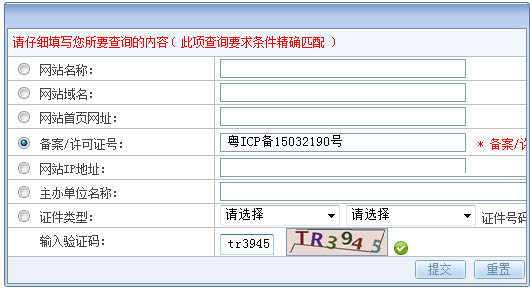 请仔细填写您所要查询的内容（此项查询要求条件精确匹配 ）
网站名称：
网站域名：
网站首页网址：
备案/许可证号： 粤ICP备15032190号 * 备案/许
网站IP地址：
主办单位名称：
证件类型： 请选择 请选择 证件号码
输入验证码： tr3945 TR3945
提交 重置